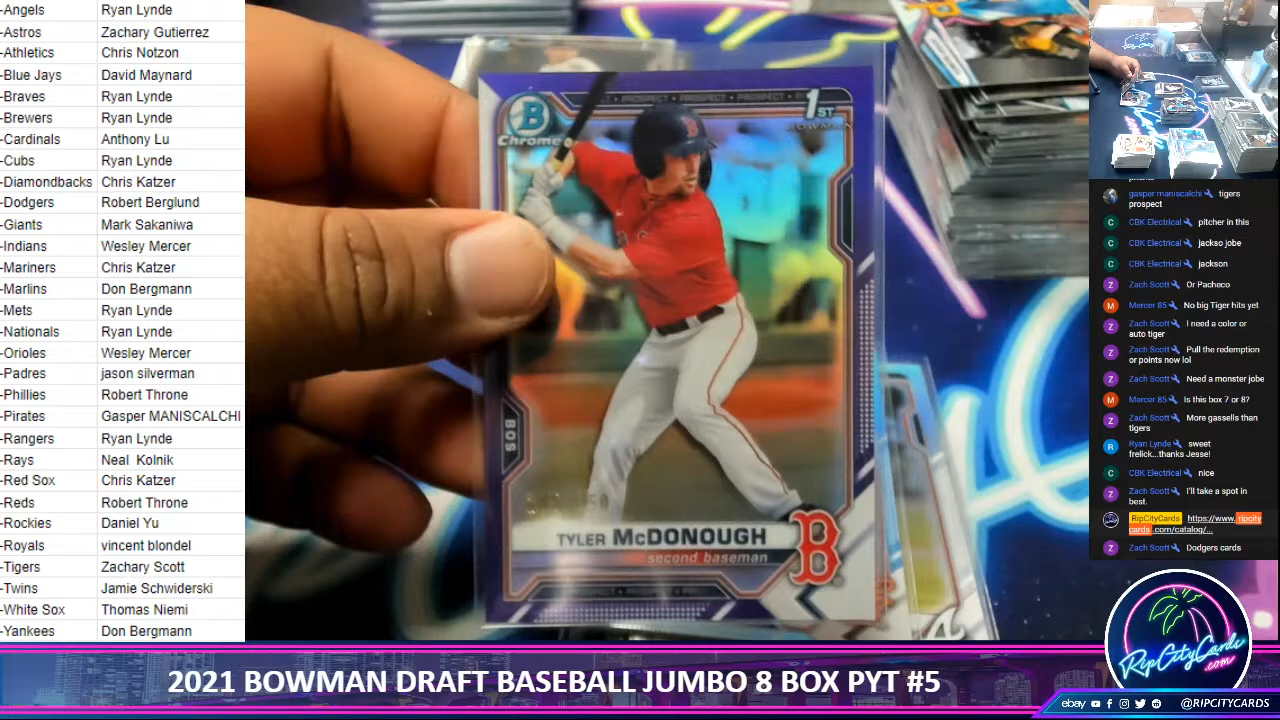 -Angels Ryan Lynde
-Astros Zachary Gutierrez
-Athletics Chris Notzon
-Blue Jays David Maynard
-Braves Ryan Lynde
-Brewers Ryan Lynde
-Cardinals Anthony Lu
-Cubs Ryan Lynde
-Diamondbacks Chris Katzer
-Dodgers Robert Berglund
-Giants Mark Sakaniwa
-Indians Wesley Mercer
-Mariners Chris Katzer
-Marlins Don Bergmann
-Mets Ryan Lynde
-Nationals Ryan Lynde
-Orioles Wesley Mercer
-Padres jason silverman
-Phillies Robert Throne
-Pirates Gasper MANISCALCHI
-Rangers Ryan Lynde
-Rays Neal Kolnik
-Red Sox Chris Katzer
-Reds Robert Throne
-Rockies Daniel Yu
-Royals vincent blondel
-Tigers Zachary Scott
-Twins Jamie Schwiderski
-White Sox Thomas Niemi
-Yankees Don Bergmann
PROSPECT • PROSPECT • PROSPECT
B
Chrome
1ST
BOWMAN
B
BOS
TYLER McDONOUGH
second baseman
B
gasper maniscalchi tigers
prospect
C CBK Electrical pitcher in this
C CBK Electrical jackso jobe
C CBK Electrical jackson
Z Zach Scott Or Pacheco
M Mercer 85 No big Tiger hits yet
Z Zach Scott I need a color or
auto tiger
Z Zach Scott Pull the redemption
or points now lol
Z Zach Scott Need a monster jobe
M Mercer 85 Is this box 7 or 8?
Z Zach Scott More gassells than
tigers
R Ryan Lynde sweet
frelick...thanks Jesse!
C CBK Electrical nice
Z Zach Scott I'll take a spot in
best.
RipCityCards https://www.ripcity
cards.com/catalog/...
Z Zach Scott Dodgers cards
RipCityCards
.com
2021 BOWMAN DRAFT BASEBALL JUMBO 8 BOX PYT #5
ebay @RIPCITYCARDS